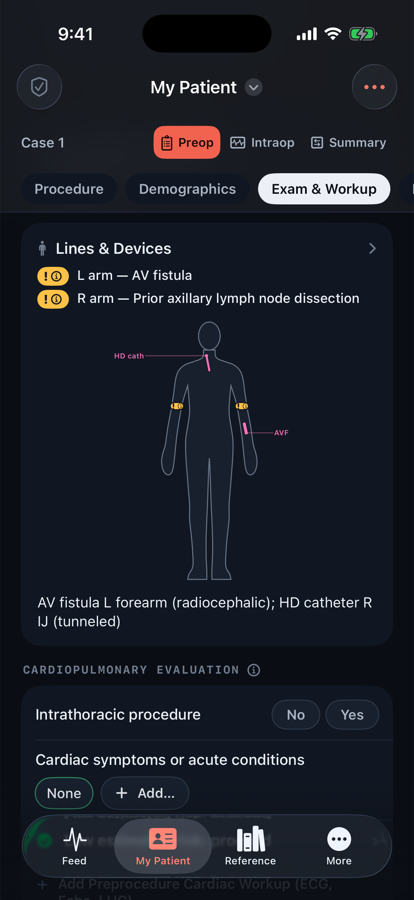 9:41
My Patient
Case 1
Preop
Intraop
Summary
Procedure
Demographics
Exam & Workup
Lines & Devices
L arm — AV fistula
R arm — Prior axillary lymph node dissection
HD cath
AVF
AV fistula L forearm (radiocephalic); HD catheter R
IJ (tunneled)
CARDIOPULMONARY EVALUATION
Intrathoracic procedure
No
Yes
Cardiac symptoms or acute conditions
None
+ Add...
Feed
My Patient
Reference
More
+ Add Preprocedure Cardiac Workup (ECG,